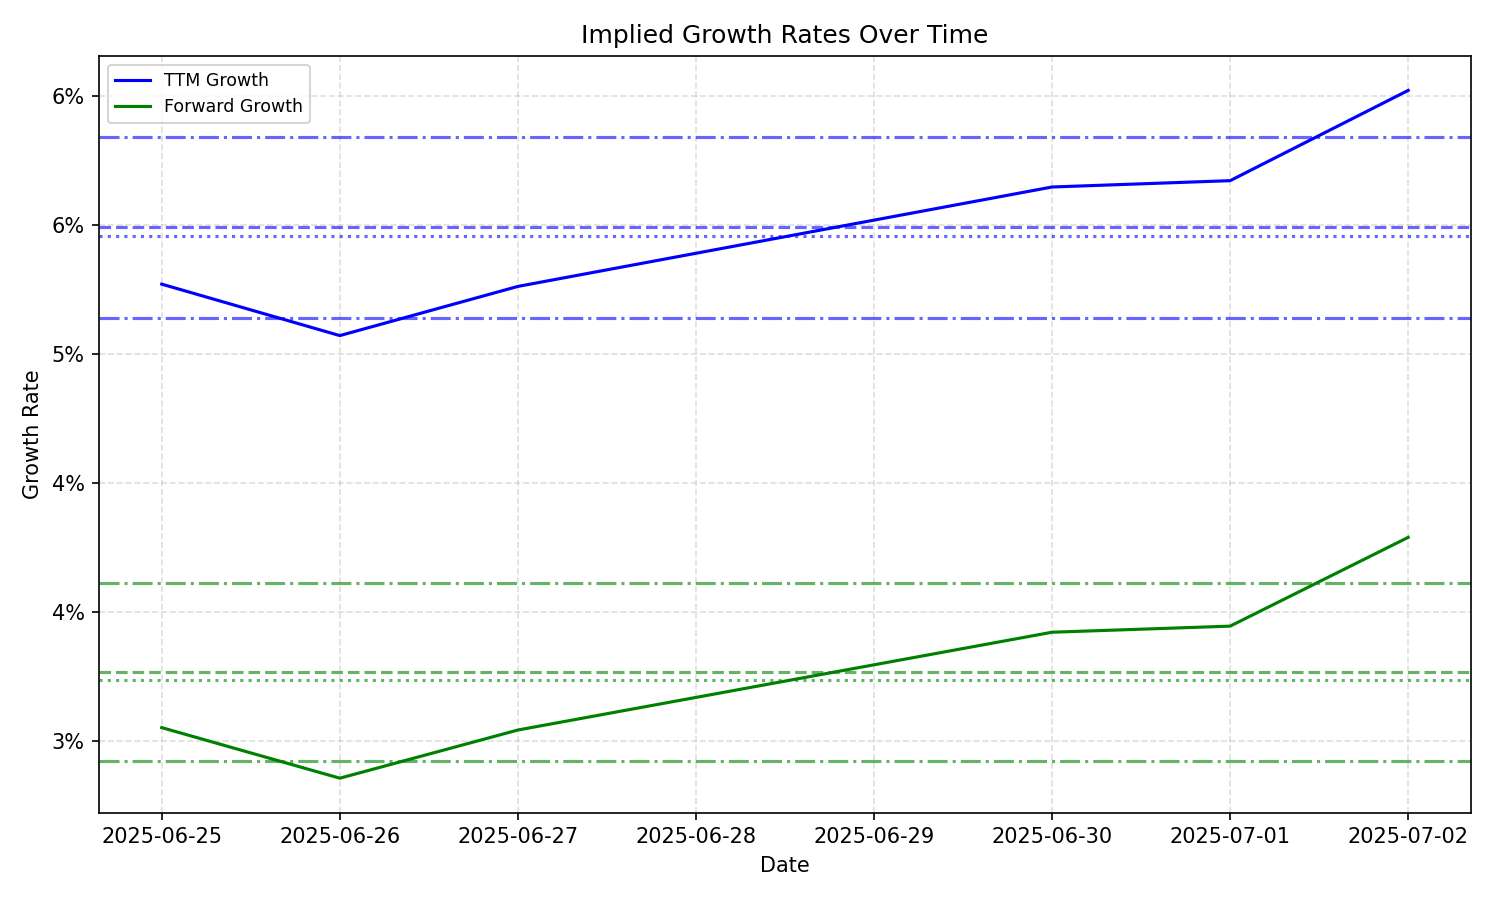 Implied Growth Rates Over Time
TTM Growth
Forward Growth
6%
6%
5%
4%
4%
3%
Growth Rate
2025-06-25
2025-06-26
2025-06-27
2025-06-28
2025-06-29
2025-06-30
2025-07-01
2025-07-02
Date